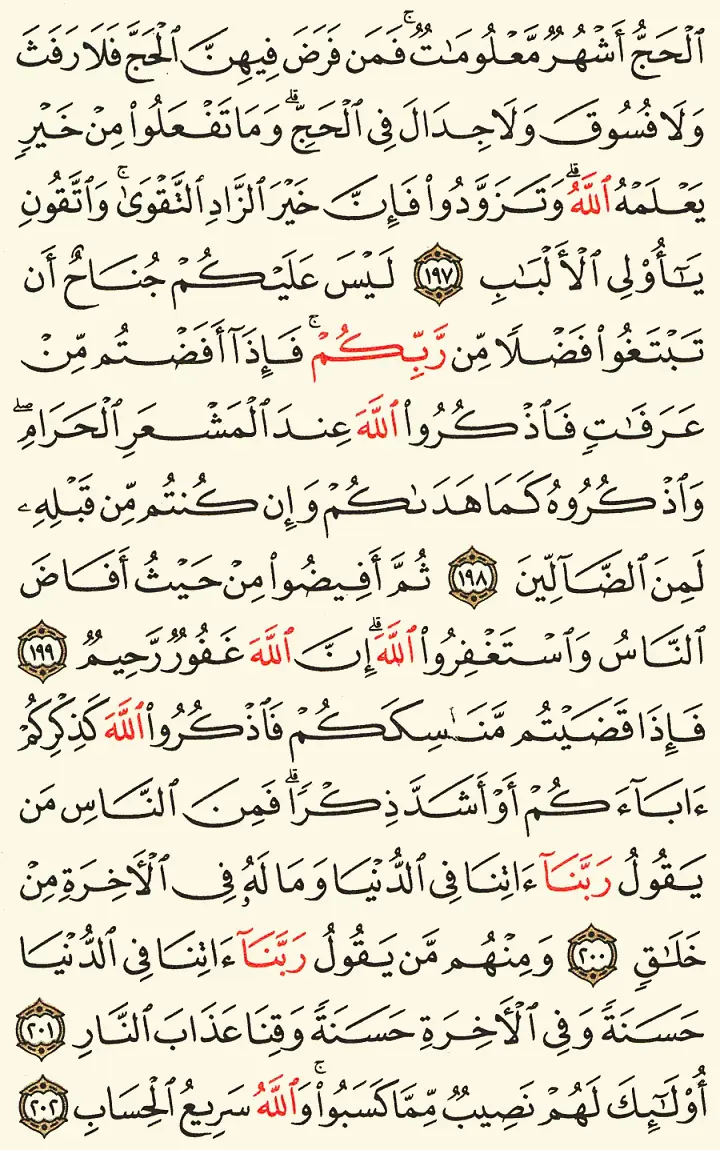 ٱلْحَجُّ أَشْهُرٌ مَّعْلُومَٰتٌ ۚ فَمَن فَرَضَ فِيهِنَّ ٱلْحَجَّ فَلَا رَفَثَ
وَلَا فُسُوقَ وَلَا جِدَالَ فِى ٱلْحَجِّ ۗ وَمَا تَفْعَلُوا۟ مِنْ خَيْرٍ
يَعْلَمْهُ ٱللَّهُ ۗ وَتَزَوَّدُوا۟ فَإِنَّ خَيْرَ ٱلزَّادِ ٱلتَّقْوَىٰ ۚ وَٱتَّقُونِ
يَٰٓأُو۟لِى ٱلْأَلْبَٰبِ ١٩٧ لَيْسَ عَلَيْكُمْ جُنَاحٌ أَن
تَبْتَغُوا۟ فَضْلًا مِّن رَّبِّكُمْ ۚ فَإِذَآ أَفَضْتُم مِّنْ
عَرَفَٰتٍ فَٱذْكُرُوا۟ ٱللَّهَ عِندَ ٱلْمَشْعَرِ ٱلْحَرَامِ ۖ
وَٱذْكُرُوهُ كَمَا هَدَىٰكُمْ وَإِن كُنتُم مِّن قَبْلِهِۦ
لَمِنَ ٱلضَّآلِّينَ ١٩٨ ثُمَّ أَفِيضُوا۟ مِنْ حَيْثُ أَفَاضَ
ٱلنَّاسُ وَٱسْتَغْفِرُوا۟ ٱللَّهَ ۗ إِنَّ ٱللَّهَ غَفُورٌ رَّحِيمٌ ١٩٩
فَإِذَا قَضَيْتُم مَّنَٰسِكَكُمْ فَٱذْكُرُوا۟ ٱللَّهَ كَذِكْرِكُمْ
ءَابَآءَكُمْ أَوْ أَشَدَّ ذِكْرًا ۗ فَمِنَ ٱلنَّاسِ مَن
يَقُولُ رَبَّنَآ ءَاتِنَا فِى ٱلدُّنْيَا وَمَا لَهُۥ فِى ٱلْأَخِرَةِ مِنْ
خَلَٰقٍ ٢٠٠ وَمِنْهُم مَّن يَقُولُ رَبَّنَآ ءَاتِنَا فِى ٱلدُّنْيَا
حَسَنَةً وَفِى ٱلْأَخِرَةِ حَسَنَةً وَقِنَا عَذَابَ ٱلنَّارِ ٢٠١
أُو۟لَٰٓئِكَ لَهُمْ نَصِيبٌ مِّمَّا كَسَبُوا۟ ۚ وَٱللَّهُ سَرِيعُ ٱلْحِسَابِ ٢٠٢